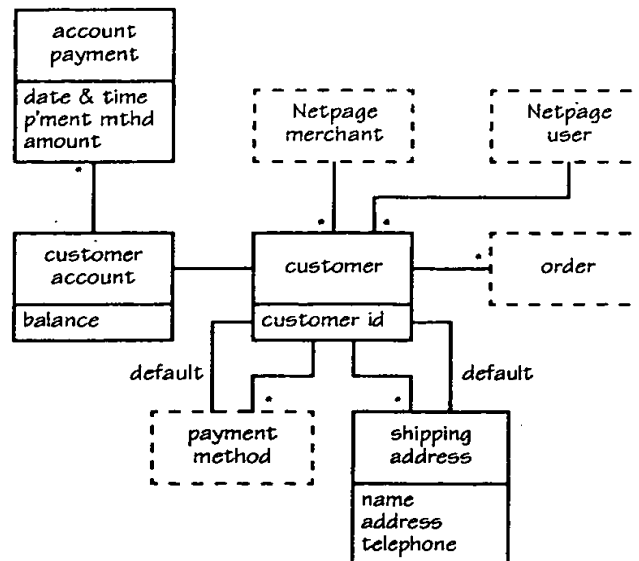 account
payment
date & time
p'ment mthd
amount
*
Netpage
merchant
Netpage
user
*
*
customer
account
balance
customer
customer id
*
order
default
default
*
*
payment
method
shipping
address
name
address
telephone